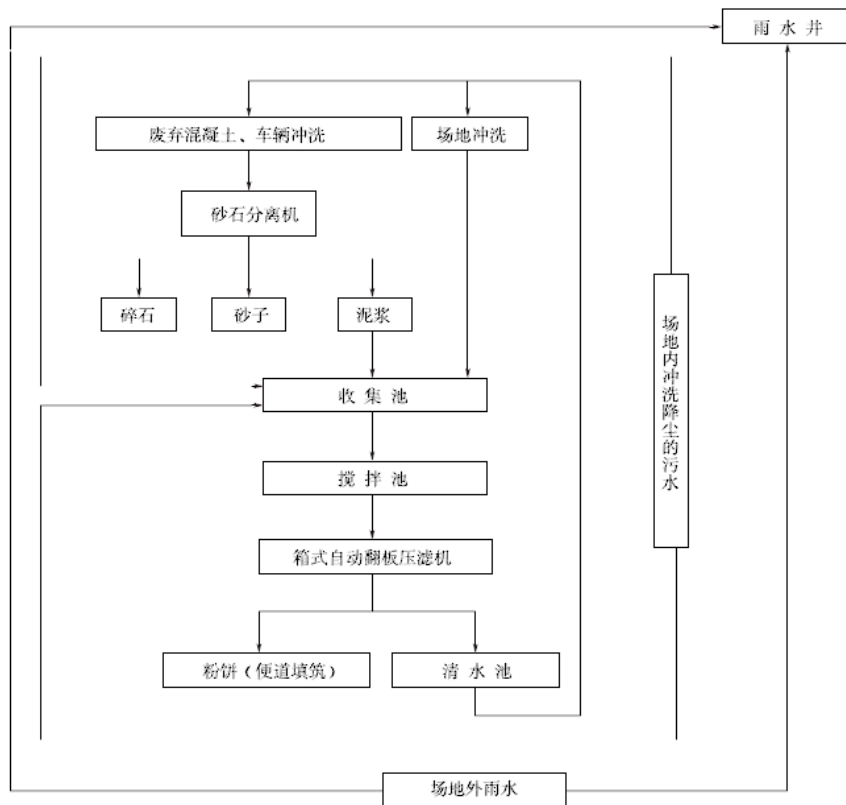 雨水井
废弃混凝土、车辆冲洗
场地冲洗
砂石分离机
碎石
砂子
泥浆
收集池
搅拌池
箱式自动翻板压滤机
粉饼（便道填筑）
清水池
场地内冲洗降尘的污水
场地外雨水